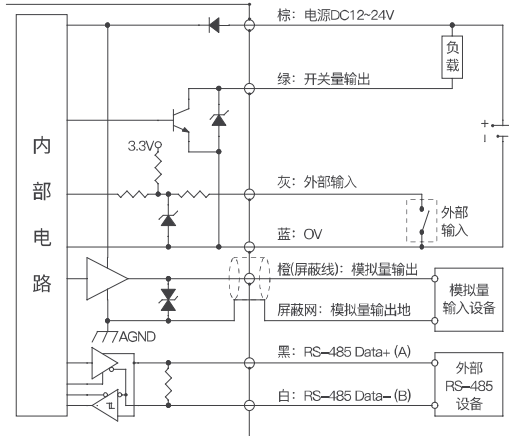 棕：电源DC12~24V
负
载
绿：开关量输出
+
−
3.3V
内
部
电
路
灰：外部输入
外部
输入
蓝：0V
橙(屏蔽线)：模拟量输出
模拟量
输入设备
屏蔽网：模拟量输出地
AGND
黑：RS-485 Data+ (A)
外部
RS-485
设备
白：RS-485 Data- (B)